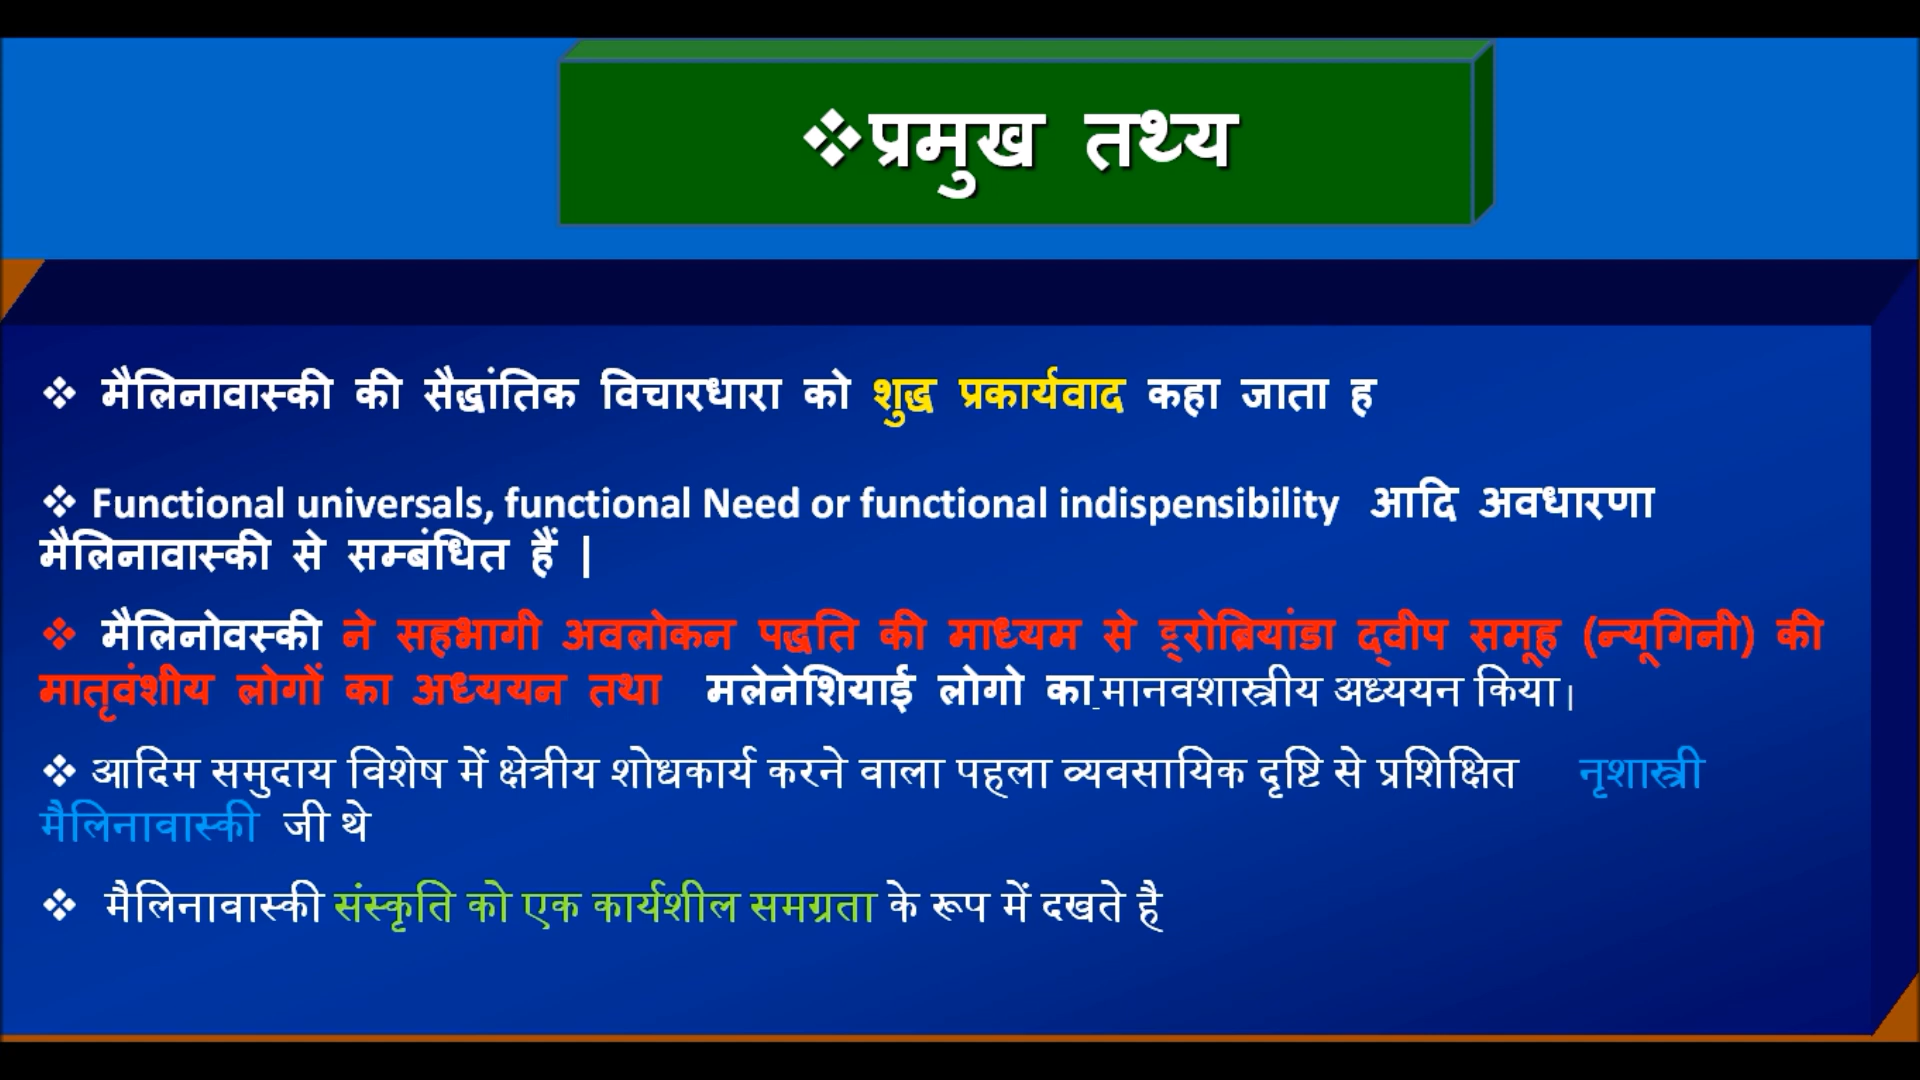 ❖प्रमुख तथ्य
❖ मैलिनावास्की की सैद्धांतिक विचारधारा को शुद्ध प्रकार्यवाद कहा जाता ह
❖ Functional universals, functional Need or functional indispensibility आदि अवधारणा
मैलिनावास्की से सम्बंधित हैं |
❖ मैलिनोवस्की ने सहभागी अवलोकन पद्धति की माध्यम से ट्रोब्रियांडा द्वीप समूह (न्यूगिनी) की
मातृवंशीय लोगों का अध्ययन तथा मलेनेशियाई लोगो का मानवशास्त्रीय अध्ययन किया।
❖ आदिम समुदाय विशेष में क्षेत्रीय शोधकार्य करने वाला पहला व्यवसायिक दृष्टि से प्रशिक्षित नृशास्त्री
मैलिनावास्की जी थे
❖ मैलिनावास्की संस्कृति को एक कार्यशील समग्रता के रूप में दखते है